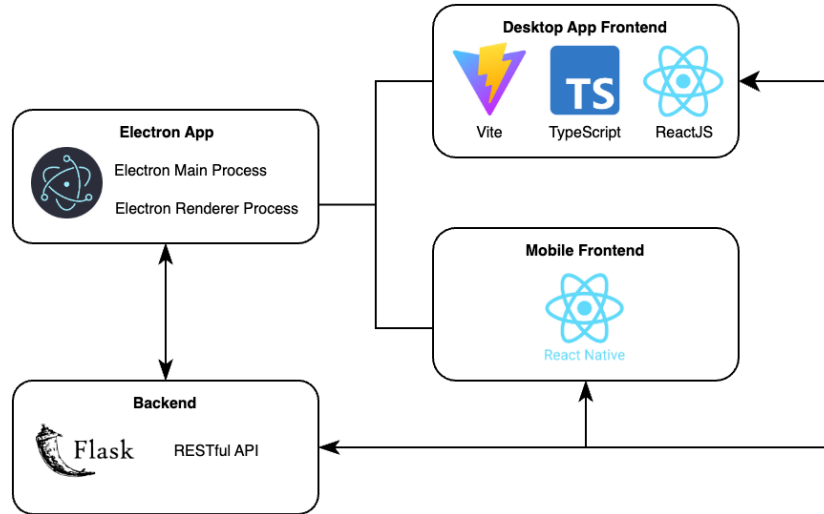 Desktop App Frontend
TS
Vite
TypeScript
ReactJS
Electron App
Electron Main Process
Electron Renderer Process
Mobile Frontend
React Native
Backend
Flask
RESTful API